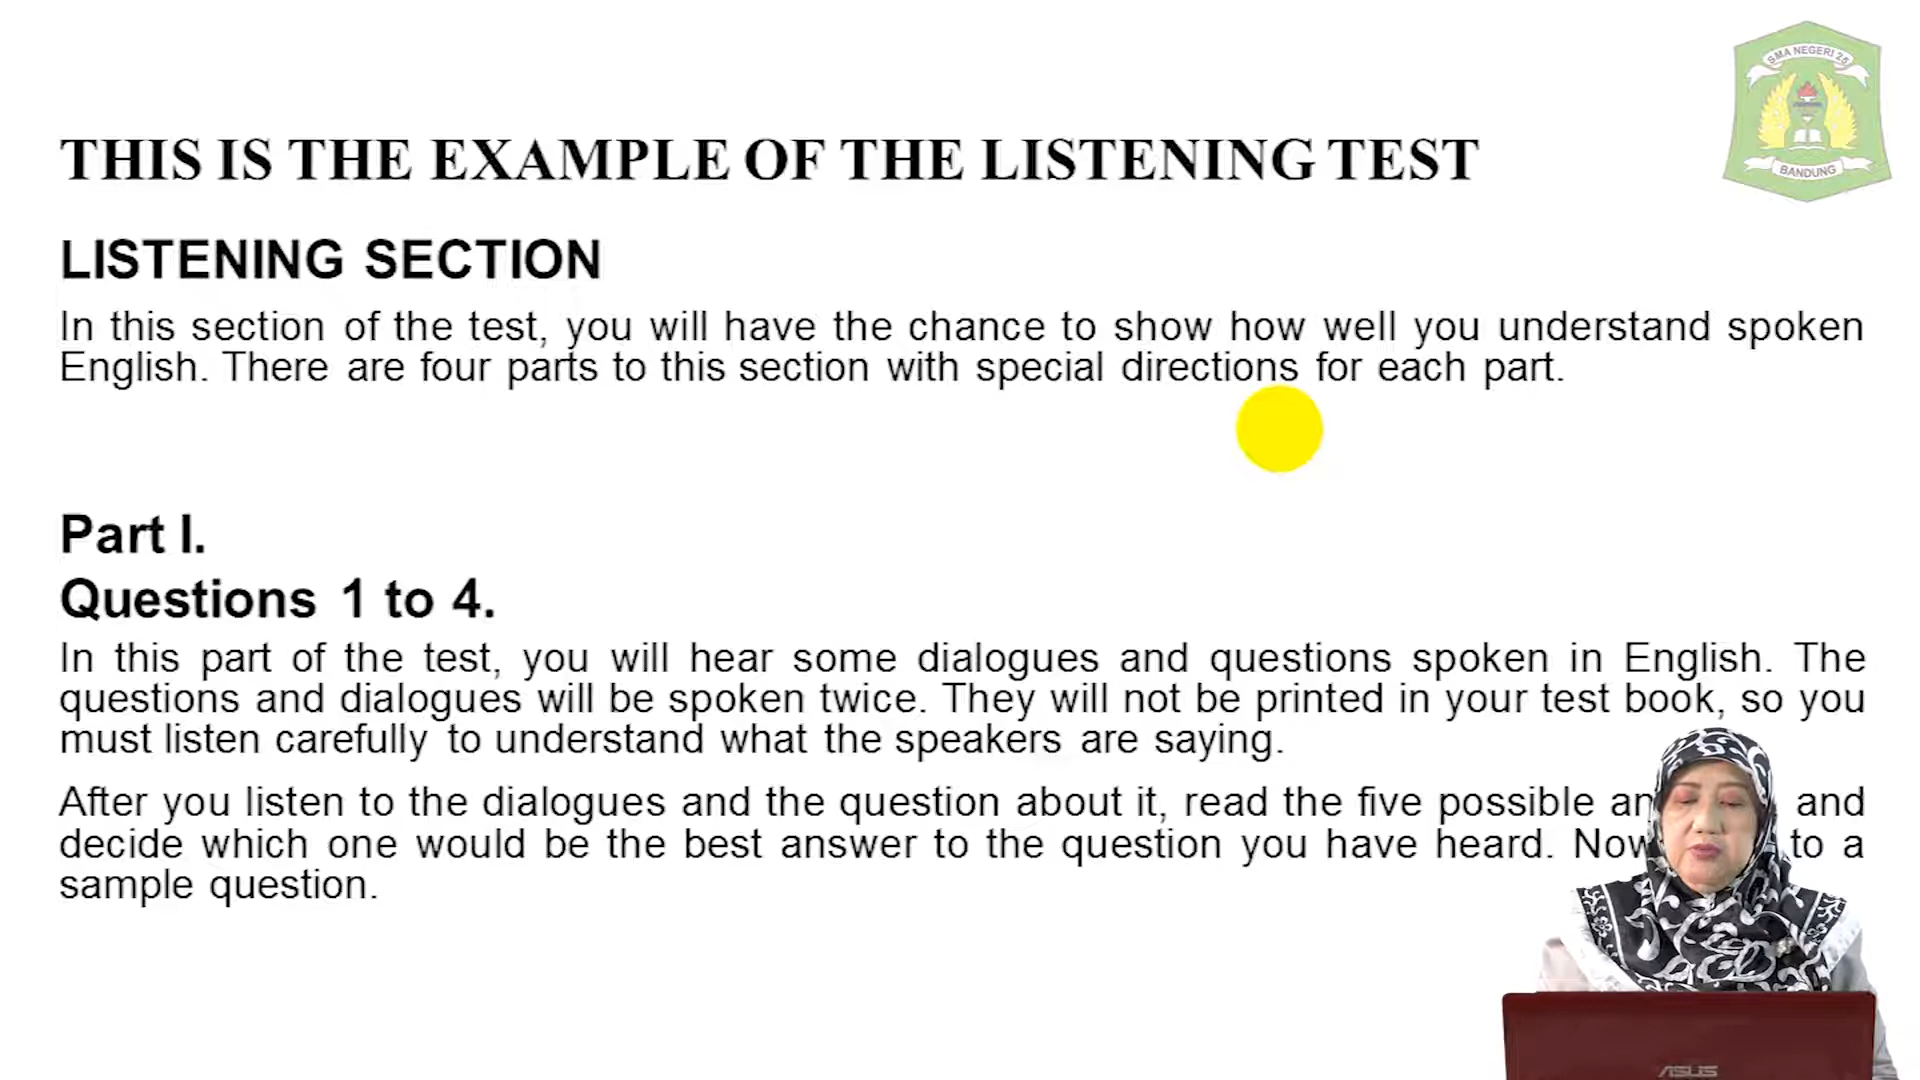 SMA NEGERI 25
BANDUNG
THIS IS THE EXAMPLE OF THE LISTENING TEST
LISTENING SECTION
In this section of the test, you will have the chance to show how well you understand spoken
English. There are four parts to this section with special directions for each part.
Part I.
Questions 1 to 4.
In this part of the test, you will hear some dialogues and questions spoken in English. The
questions and dialogues will be spoken twice. They will not be printed in your test book, so you
must listen carefully to understand what the speakers are saying.
After you listen to the dialogues and the question about it, read the five possible and
decide which one would be the best answer to the question you have heard. Now to a
sample question.
ASUS